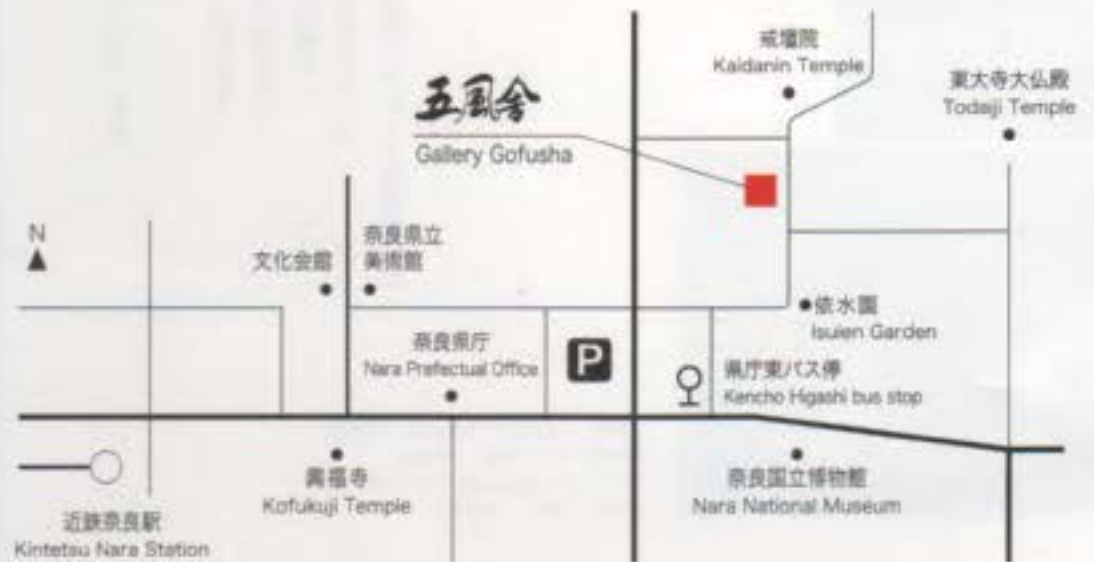 戒壇院
Kaidanin Temple
東大寺大仏殿
Todaiji Temple
五風舎
Gallery Gofusha
N
文化会館
奈良県立
美術館
依水園
Isuien Garden
奈良県庁
Nara Prefectual Office
P
県庁東バス停
Kencho Higashi bus stop
興福寺
Kofukuji Temple
奈良国立博物館
Nara National Museum
近鉄奈良駅
Kintetsu Nara Station